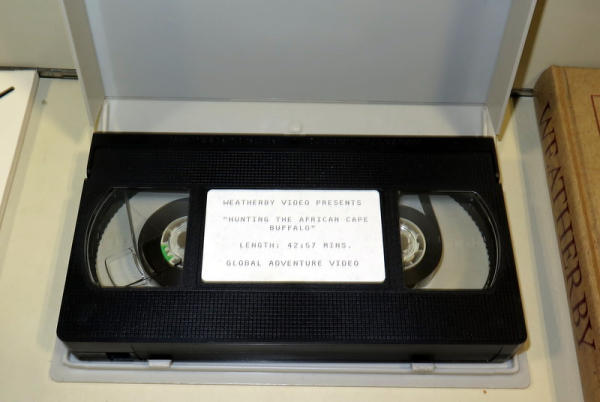 WEATHERBY VIDEO PRESENTS
"HUNTING THE AFRICAN CAPE
BUFFALO"
LENGTH: 42:57 MINS.
GLOBAL ADVENTURE VIDEO
WEATHERBY